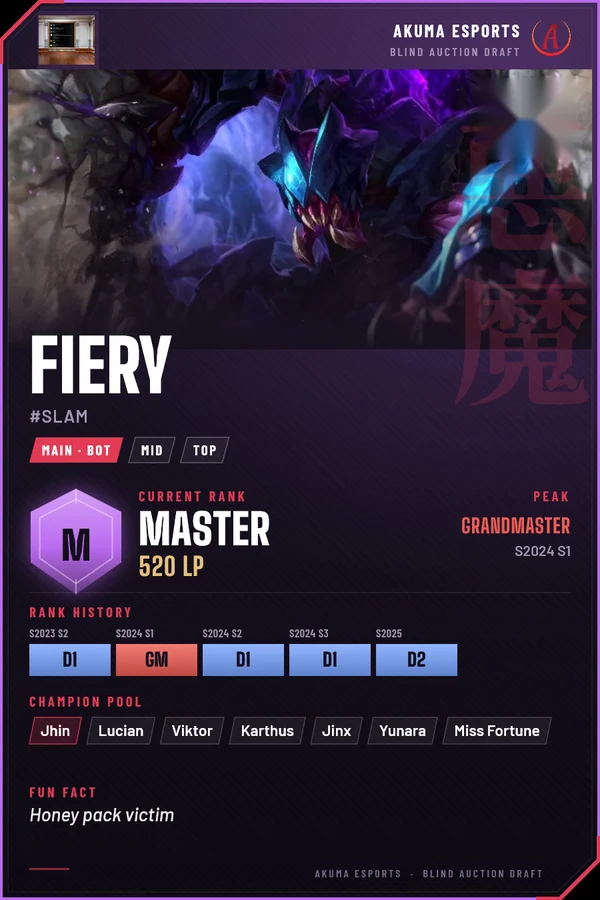 AKUMA ESPORTS
BLIND AUCTION DRAFT
A
悪
魔
FIERY
#SLAM
MAIN · BOT MID TOP
CURRENT RANK PEAK
M MASTER GRANDMASTER
520 LP S2024 S1
RANK HISTORY
S2023 S2 S2024 S1 S2024 S2 S2024 S3 S2025
D1 GM D1 D1 D2
CHAMPION POOL
Jhin Lucian Viktor Karthus Jinx Yunara Miss Fortune
FUN FACT
Honey pack victim
AKUMA ESPORTS · BLIND AUCTION DRAFT